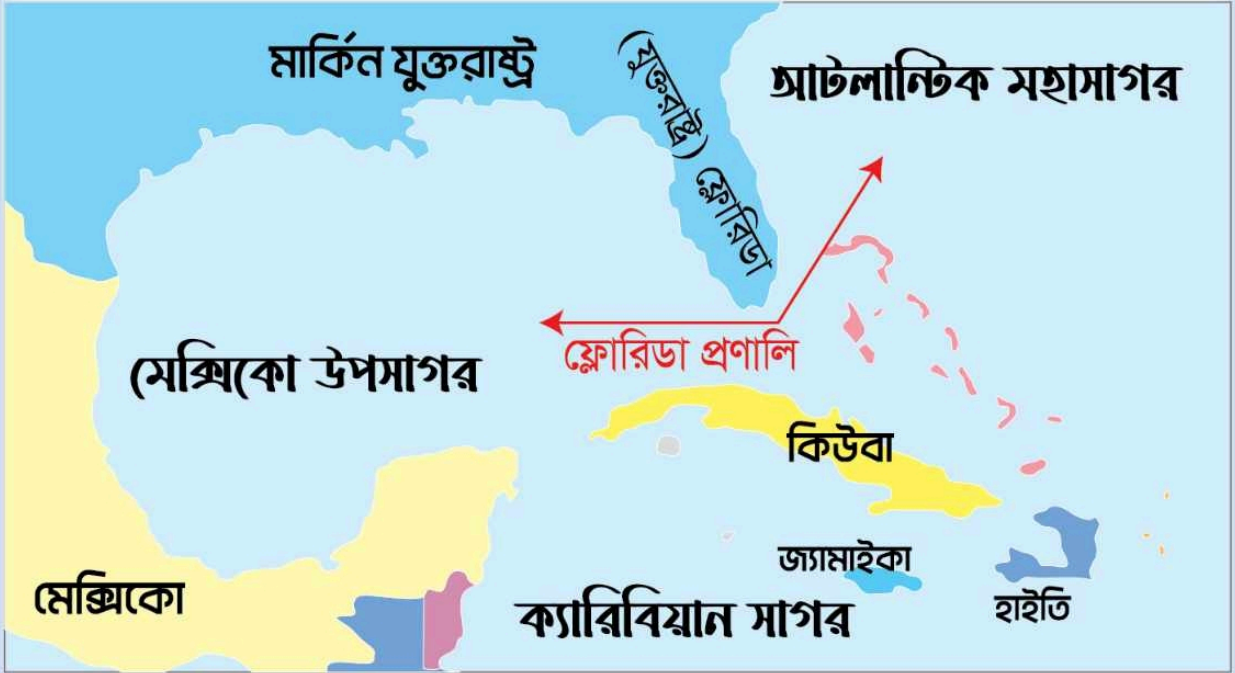 মার্কিন যুক্তরাষ্ট্র
(যুক্তরাষ্ট্র) ফ্লোরিডা
আটলান্টিক মহাসাগর
ফ্লোরিডা প্রণালি
মেক্সিকো উপসাগর
কিউবা
জ্যামাইকা
মেক্সিকো
ক্যারিবিয়ান সাগর
হাইতি